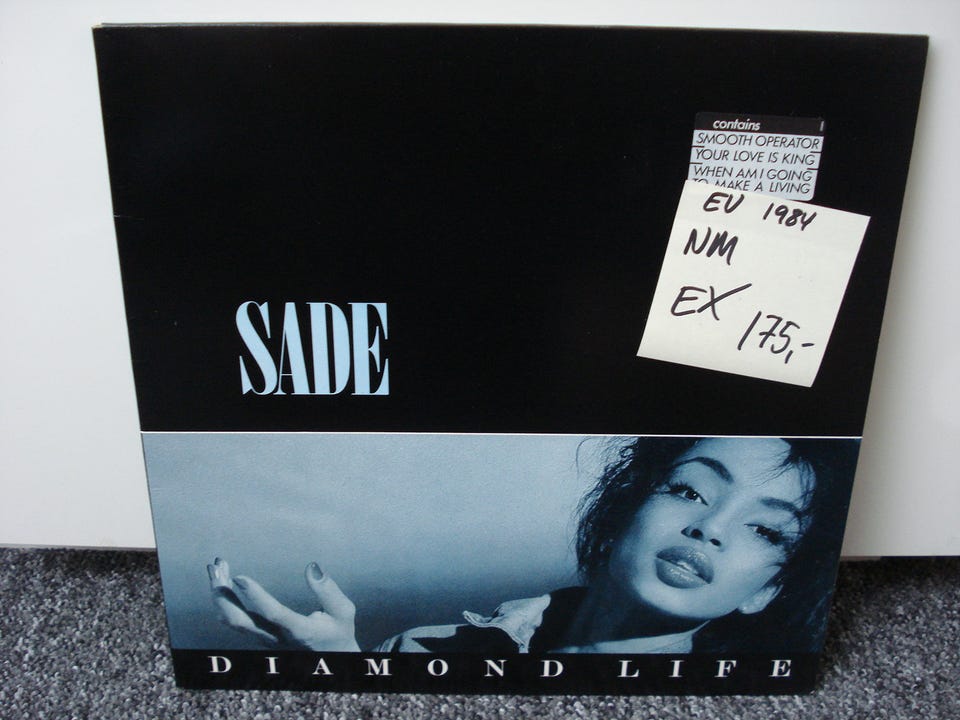 contains
SMOOTH OPERATOR
YOUR LOVE IS KING
WHEN AM I GOING
TO MAKE A LIVING
EU 1984
NM
EX 175,-
SADE
DIAMOND LIFE